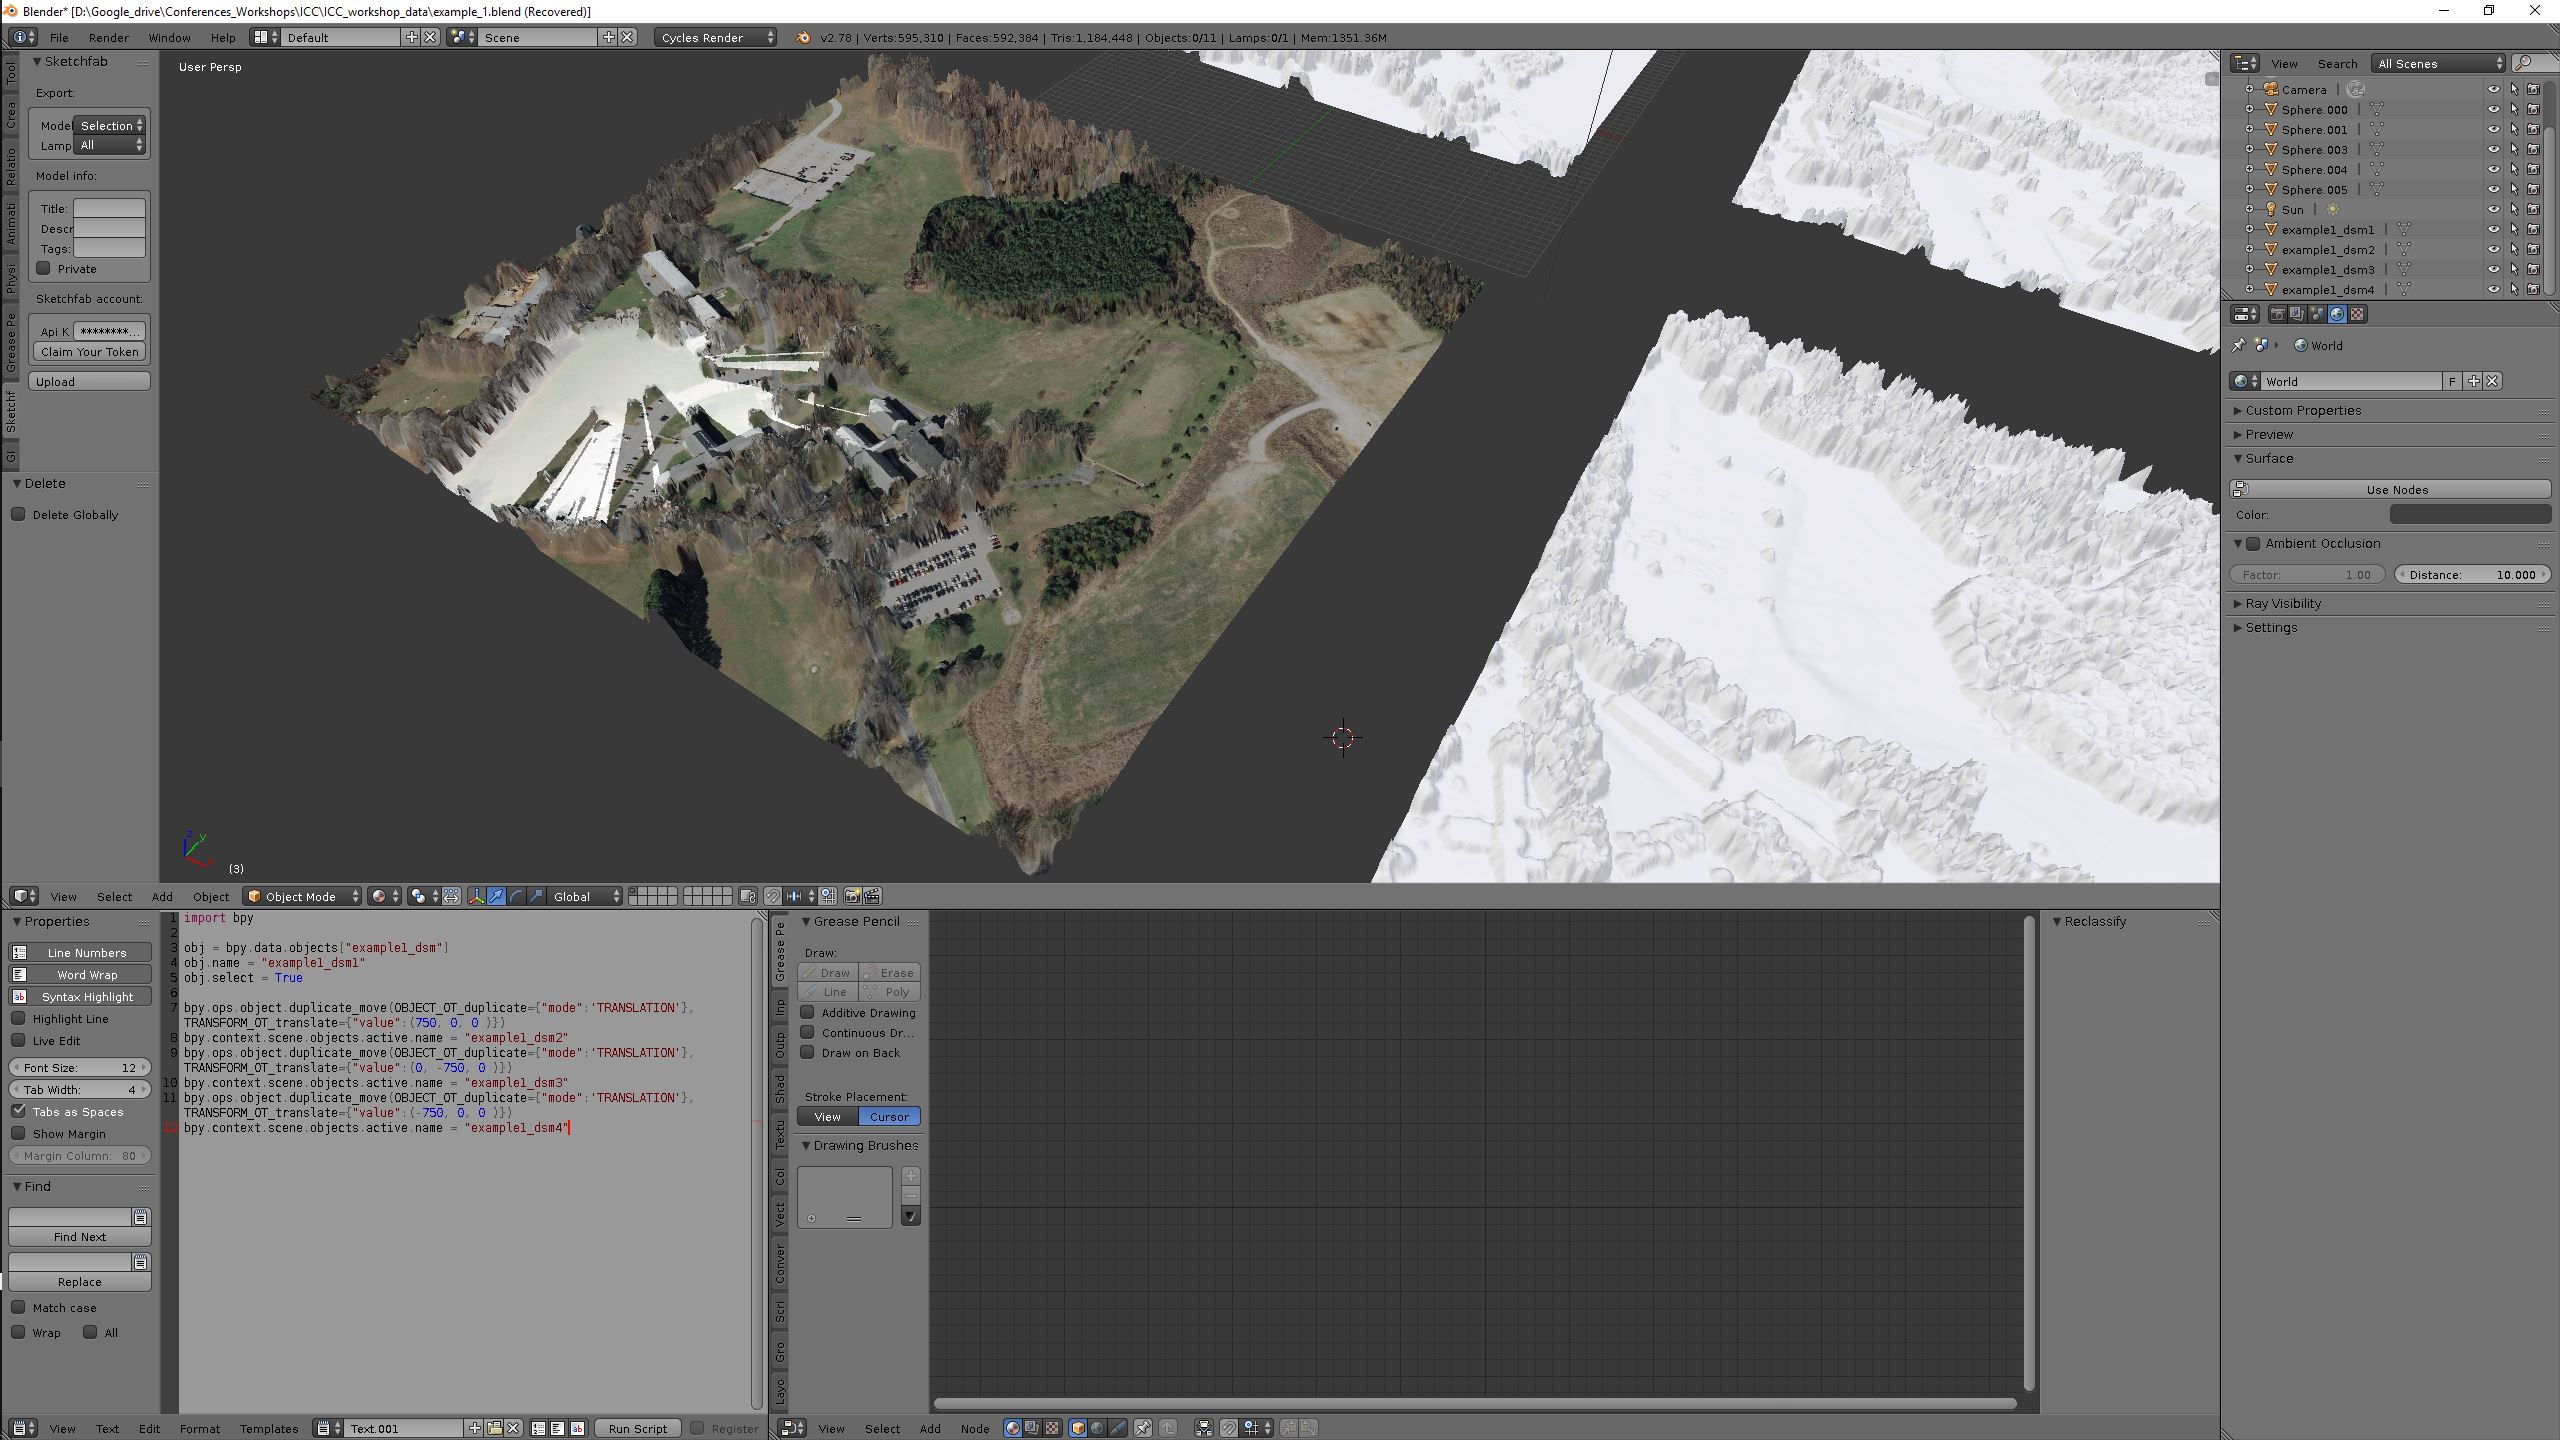 Blender* [D:\Google_drive\Conferences_Workshops\ICC\ICC_workshop_data\example_1.blend (Recovered)]
File Render Window Help Default Scene Cycles Render v2.78 | Verts:595,310 | Faces:592,384 | Tris:1,184,448 | Objects:0/11 | Lamps:0/1 | Mem:1351.36M
Tool
Crea
Relatio
Animati
Physi
Grease Pe
Sketchf
GI
Sketchfab
Export:
Model Selection
Lamp All
Model info:
Title:
Descr
Tags:
Private
Sketchfab account:
Api K ********...
Claim Your Token
Upload
Delete
Delete Globally
User Persp
z
y
x
(3)
View Search All Scenes
Camera
Sphere.000
Sphere.001
Sphere.003
Sphere.004
Sphere.005
Sun
example1_dsm1
example1_dsm2
example1_dsm3
example1_dsm4
World
World F
Custom Properties
Preview
Surface
Use Nodes
Color:
Ambient Occlusion
Factor: 1.00 Distance: 10.000
Ray Visibility
Settings
View Select Add Object Object Mode Global
Properties
Line Numbers
Word Wrap
Syntax Highlight
Highlight Line
Live Edit
Font Size: 12
Tab Width: 4
Tabs as Spaces
Show Margin
Margin Column: 80
Find
Find Next
Replace
Match case
Wrap All
1 import bpy
2
3 obj = bpy.data.objects["example1_dsm"]
4 obj.name = "example1_dsm1"
5 obj.select = True
6
7 bpy.ops.object.duplicate_move(OBJECT_OT_duplicate={"mode":'TRANSLATION'},
TRANSFORM_OT_translate={"value":(750, 0, 0 )})
8 bpy.context.scene.objects.active.name = "example1_dsm2"
9 bpy.ops.object.duplicate_move(OBJECT_OT_duplicate={"mode":'TRANSLATION'},
TRANSFORM_OT_translate={"value":(0, -750, 0 )})
10 bpy.context.scene.objects.active.name = "example1_dsm3"
11 bpy.ops.object.duplicate_move(OBJECT_OT_duplicate={"mode":'TRANSLATION'},
TRANSFORM_OT_translate={"value":(-750, 0, 0 )})
12 bpy.context.scene.objects.active.name = "example1_dsm4"
View Text Edit Format Templates Text.001 Run Script Register
Grease Pe
Inp
Outp
Shad
Textu
Col
Vect
Conver
Scri
Gro
Layo
Grease Pencil
Draw:
Draw Erase
Line Poly
Additive Drawing
Continuous Dr...
Draw on Back
Stroke Placement:
View Cursor
Drawing Brushes
View Select Add Node
Reclassify